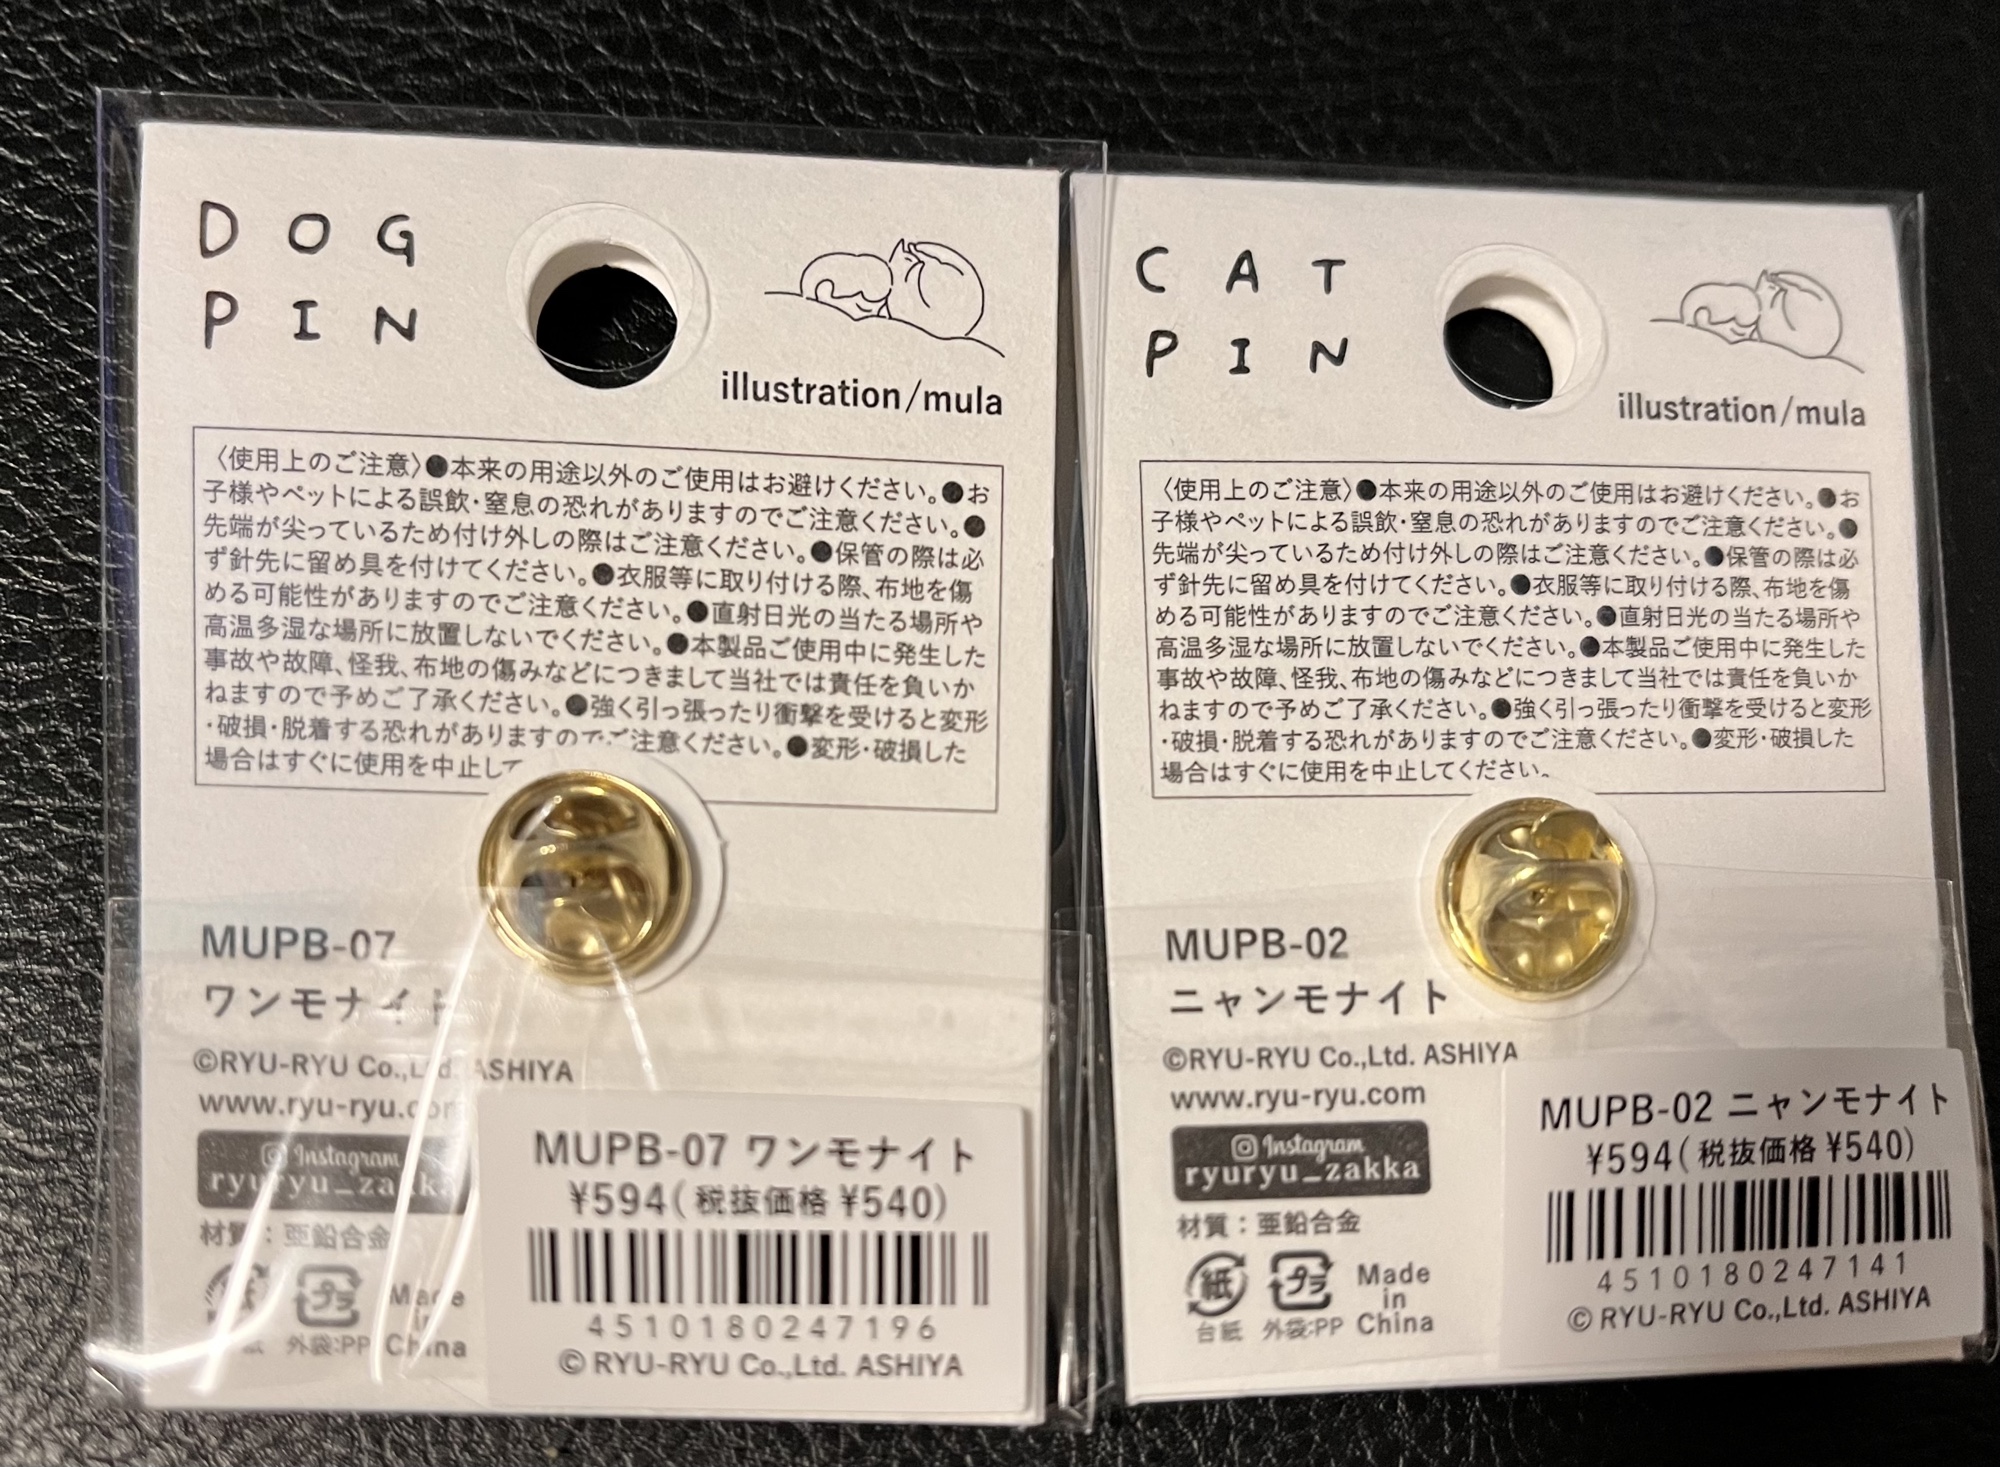 DOG
PIN
illustration/mula
〈使用上のご注意〉●本来の用途以外のご使用はお避けください。●お
子様やペットによる誤飲・窒息の恐れがありますのでご注意ください。●
先端が尖っているため付け外しの際はご注意ください。●保管の際は必
ず針先に留め具を付けてください。●衣服等に取り付ける際、布地を傷
める可能性がありますのでご注意ください。●直射日光の当たる場所や
高温多湿な場所に放置しないでください。●本製品ご使用中に発生した
事故や故障、怪我、布地の傷みなどにつきまして当社では責任を負いか
ねますので予めご了承ください。●強く引っ張ったり衝撃を受けると変形
・破損・脱着する恐れがありますのでご注意ください。●変形・破損した
場合はすぐに使用を中止して
MUPB-07
ワンモナイト
©RYU-RYU Co.,Ltd. ASHIYA
www.ryu-ryu.com
Instagram
ryuryu_zakka
材質：亜鉛合金
紙 プラ
紙 外袋:PP
Made
in
China
MUPB-07 ワンモナイト
¥594(税抜価格 ¥540)
4510180247196
© RYU-RYU Co.,Ltd. ASHIYA
CAT
PIN
illustration/mula
〈使用上のご注意〉●本来の用途以外のご使用はお避けください。●お
子様やペットによる誤飲・窒息の恐れがありますのでご注意ください。●
先端が尖っているため付け外しの際はご注意ください。●保管の際は必
ず針先に留め具を付けてください。●衣服等に取り付ける際、布地を傷
める可能性がありますのでご注意ください。●直射日光の当たる場所や
高温多湿な場所に放置しないでください。●本製品ご使用中に発生した
事故や故障、怪我、布地の傷みなどにつきまして当社では責任を負いか
ねますので予めご了承ください。●強く引っ張ったり衝撃を受けると変形
・破損・脱着する恐れがありますのでご注意ください。●変形・破損した
場合はすぐに使用を中止してください。
MUPB-02
ニャンモナイト
©RYU-RYU Co.,Ltd. ASHIYA
www.ryu-ryu.com
Instagram
ryuryu_zakka
材質：亜鉛合金
紙 プラ
台紙 外袋:PP
Made
in
China
MUPB-02 ニャンモナイト
¥594(税抜価格 ¥540)
4510180247141
© RYU-RYU Co.,Ltd. ASHIYA